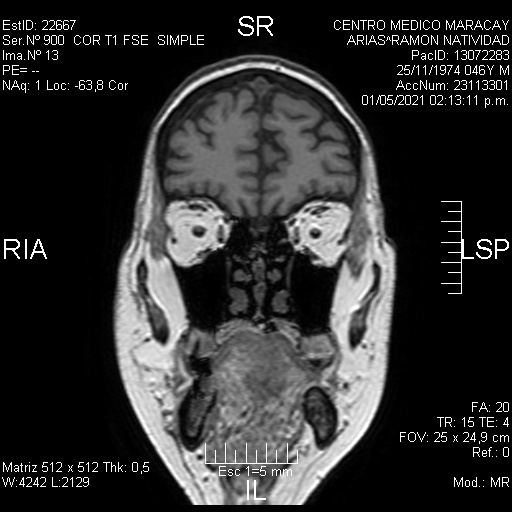 EstID: 22667
Ser.Nº 900 COR T1 FSE SIMPLE
Ima.Nº 13
PE= --
NAq: 1 Loc: -63,8 Cor
SR
CENTRO MEDICO MARACAY
ARIAS^RAMON NATIVIDAD
PacID: 13072283
25/11/1974 046Y M
AccNum: 23113301
01/05/2021 02:13:11 p.m.
RIA
LSP
FA: 20
TR: 15 TE: 4
FOV: 25 x 24,9 cm
Ref.: 0
Mod.: MR
Matriz 512 x 512 Thk: 0,5
W:4242 L:2129
Esc 1=5 mm
IL